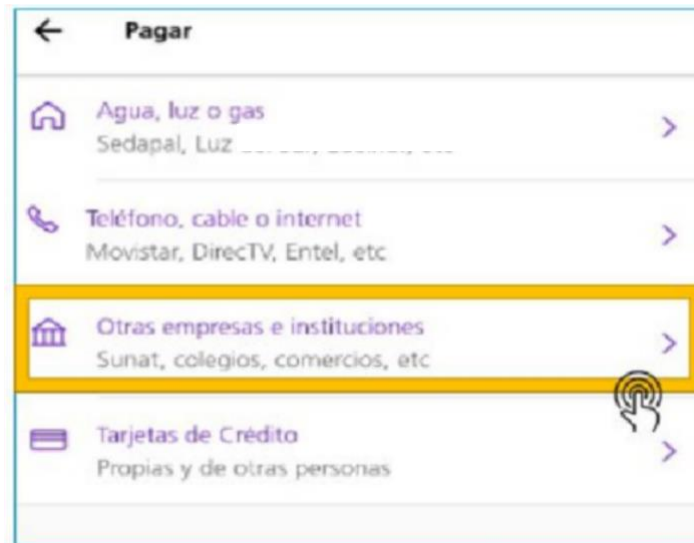 Pagar
Agua, luz o gas
Sedapal, Luz
Teléfono, cable o internet
Movistar, DirecTV, Entel, etc
Otras empresas e instituciones
Sunat, colegios, comercios, etc
Tarjetas de Crédito
Propias y de otras personas